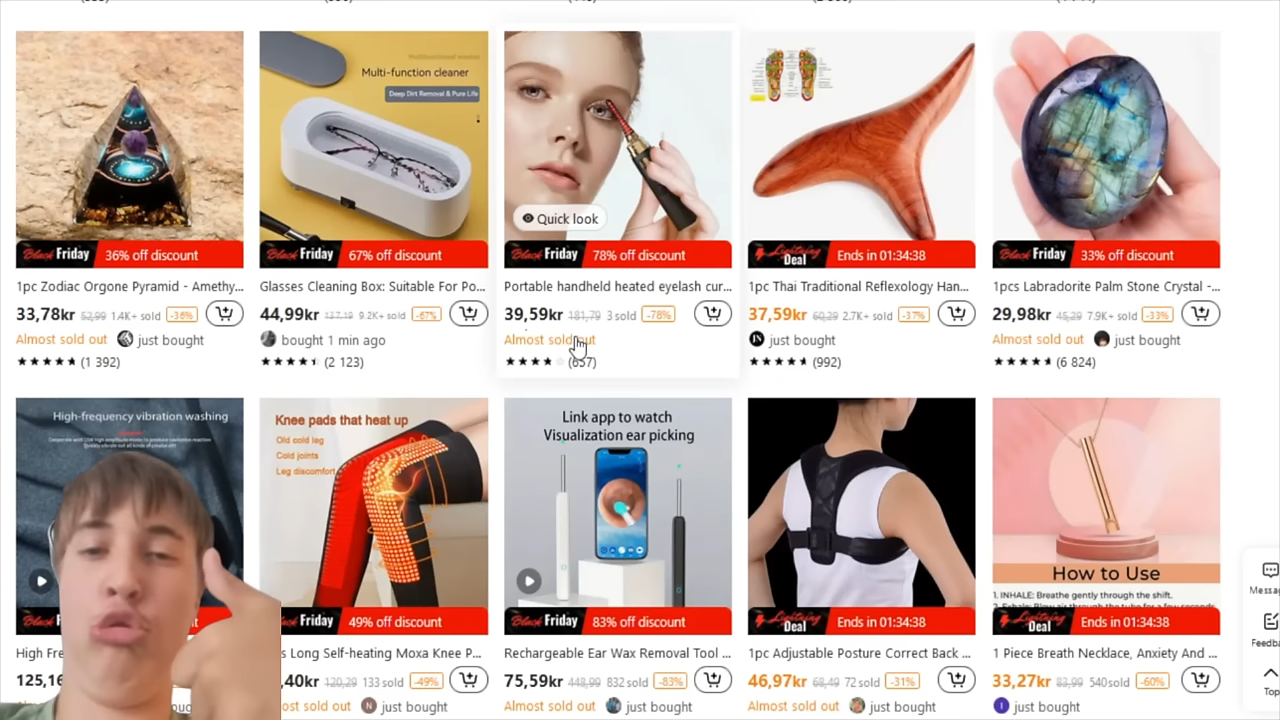 Multi-function cleaner
Deep Dirt Removal & Pure Life
Quick look
Black Friday 36% off discount
Black Friday 67% off discount
Black Friday 78% off discount
Lightning Deal Ends in 01:34:38
Black Friday 33% off discount
1pc Zodiac Orgone Pyramid - Amethy...
Glasses Cleaning Box: Suitable For Po...
Portable handheld heated eyelash cur...
1pc Thai Traditional Reflexology Han...
1pcs Labradorite Palm Stone Crystal -...
33,78kr 52,99 1.4K+ sold -36%
44,99kr 137,19 9.2K+ sold -67%
39,59kr 181,79 3 sold -78%
37,59kr 60,29 2.7K+ sold -37%
29,98kr 45,29 7.9K+ sold -33%
Almost sold out just bought
bought 1 min ago
Almost sold out
just bought
Almost sold out just bought
(1 392)
(2 123)
(657)
(992)
(6 824)
High-frequency vibration washing
Knee pads that heat up
Old cold leg
Cold joints
Leg discomfort
Link app to watch
Visualization ear picking
How to Use
1. INHALE: Breathe gently through the shift.
49% off discount
Black Friday 83% off discount
Lightning Deal Ends in 01:34:38
Lightning Deal Ends in 01:34:38
High Fre
s Long Self-heating Moxa Knee P...
Rechargeable Ear Wax Removal Tool ...
1pc Adjustable Posture Correct Back ...
1 Piece Breath Necklace, Anxiety And ...
125,16
,40kr 120,29 133 sold -49%
75,59kr 448,99 832 sold -83%
46,97kr 68,49 72 sold -31%
33,27kr 83,99 540 sold -60%
ost sold out just bought
Almost sold out just bought
Almost sold out just bought
just bought
Messag
Feedba
Top